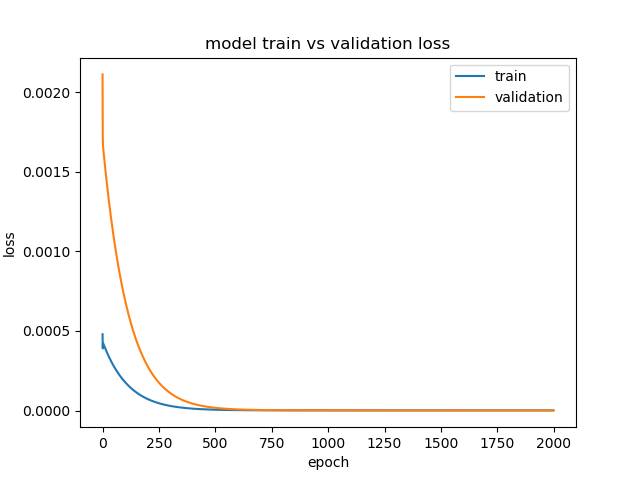 model train vs validation loss
train
validation
loss
0.0020
0.0015
0.0010
0.0005
0.0000
0 250 500 750 1000 1250 1500 1750 2000
epoch